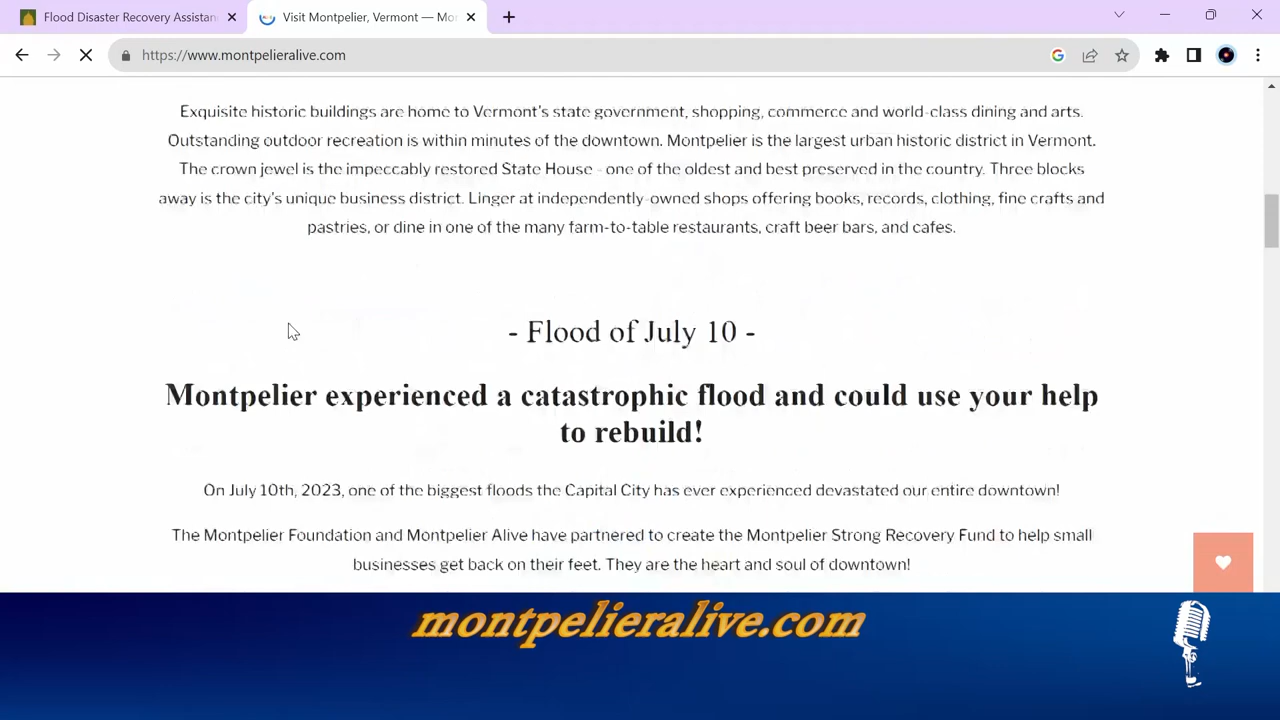 Flood Disaster Recovery Assistan
Visit Montpelier, Vermont — Mor
https://www.montpelieralive.com
Exquisite historic buildings are home to Vermont's state government, shopping, commerce and world-class dining and arts.
Outstanding outdoor recreation is within minutes of the downtown. Montpelier is the largest urban historic district in Vermont.
The crown jewel is the impeccably restored State House - one of the oldest and best preserved in the country. Three blocks
away is the city's unique business district. Linger at independently-owned shops offering books, records, clothing, fine crafts and
pastries, or dine in one of the many farm-to-table restaurants, craft beer bars, and cafes.
- Flood of July 10 -
Montpelier experienced a catastrophic flood and could use your help
to rebuild!
On July 10th, 2023, one of the biggest floods the Capital City has ever experienced devastated our entire downtown!
The Montpelier Foundation and Montpelier Alive have partnered to create the Montpelier Strong Recovery Fund to help small
businesses get back on their feet. They are the heart and soul of downtown!
montpelieralive.com